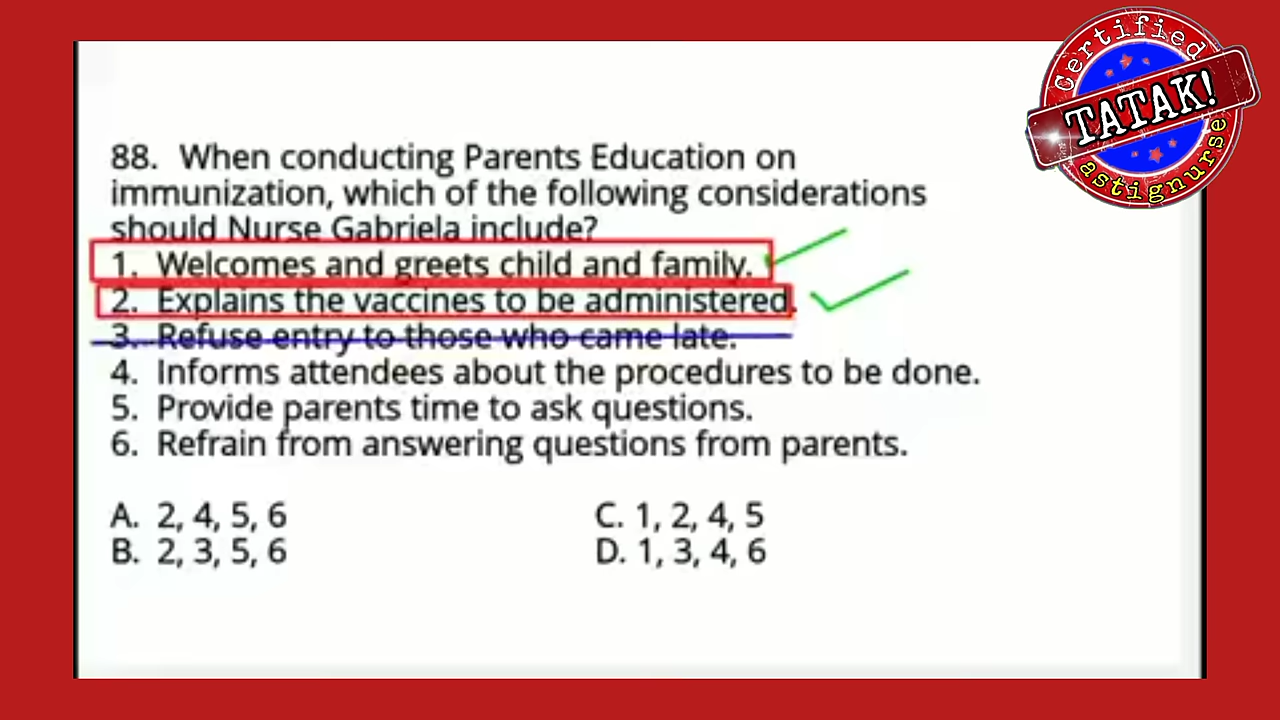 Certified
TATAK!
astignurse
88. When conducting Parents Education on
immunization, which of the following considerations
should Nurse Gabriela include?
1. Welcomes and greets child and family.
2. Explains the vaccines to be administered.
3. Refuse entry to those who came late.
4. Informs attendees about the procedures to be done.
5. Provide parents time to ask questions.
6. Refrain from answering questions from parents.
A. 2, 4, 5, 6
B. 2, 3, 5, 6
C. 1, 2, 4, 5
D. 1, 3, 4, 6